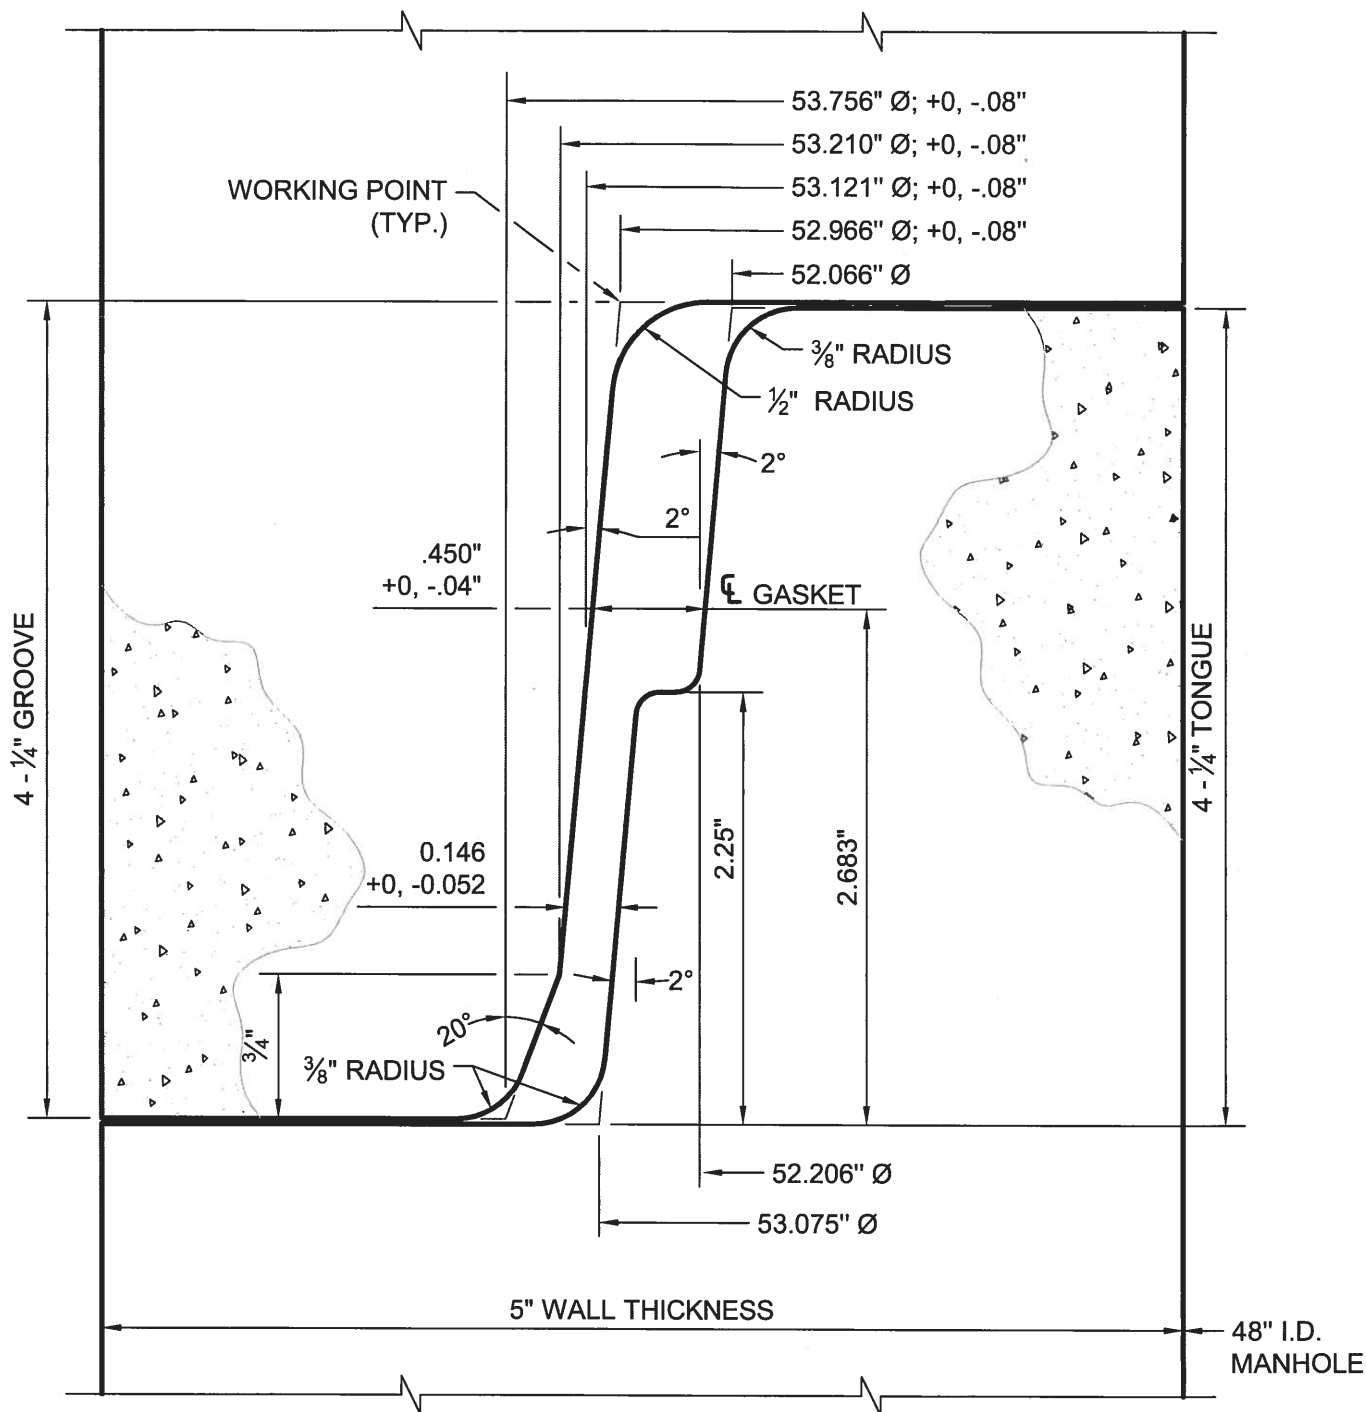 53.756" Ø; +0, -.08"
53.210" Ø; +0, -.08"
WORKING POINT
(TYP.)
53.121" Ø; +0, -.08"
52.966" Ø; +0, -.08"
52.066" Ø
⅜" RADIUS
½" RADIUS
2°
2°
.450"
+0, -.04"
℄ GASKET
4 - ¼" GROOVE
4 - ¼" TONGUE
2.25"
2.683"
0.146
+0, -0.052
2°
20°
¾"
⅜" RADIUS
52.206" Ø
53.075" Ø
5" WALL THICKNESS
48" I.D.
MANHOLE